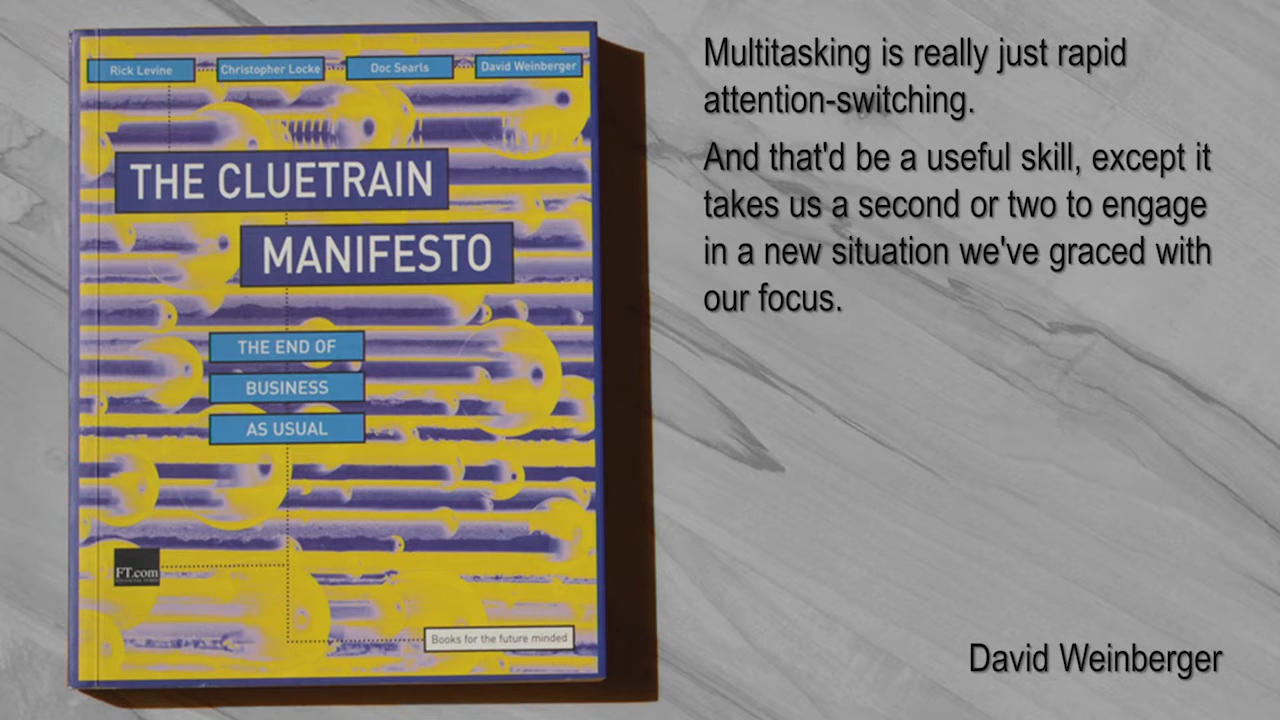 Rick Levine
Christopher Locke
Doc Searls
David Weinberger
THE CLUETRAIN
MANIFESTO
THE END OF
BUSINESS
AS USUAL
FT.com
Books for the future minded
Multitasking is really just rapid
attention-switching.
And that'd be a useful skill, except it
takes us a second or two to engage
in a new situation we've graced with
our focus.
David Weinberger